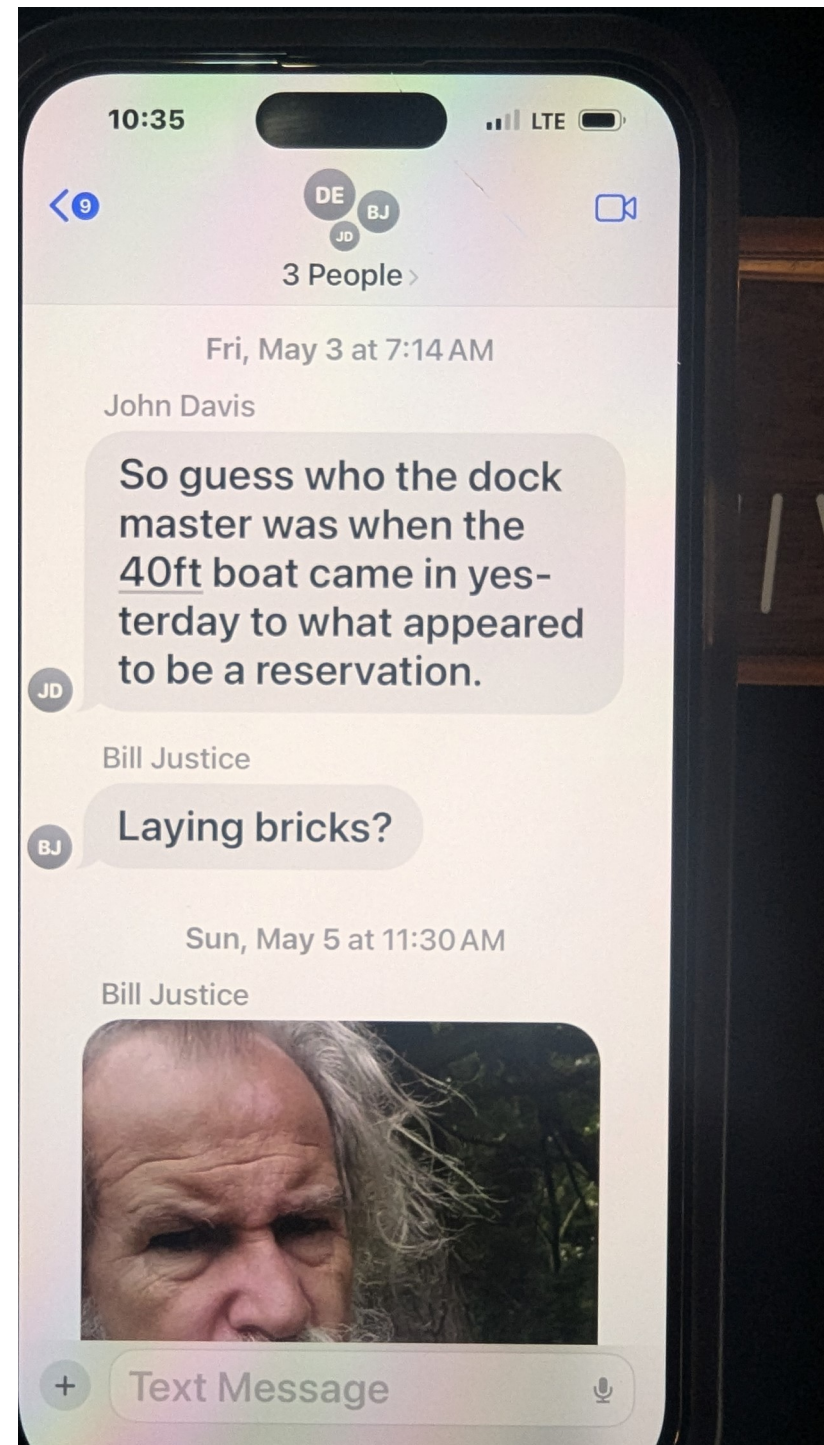 10:35
LTE
9
DE
BJ
JD
3 People
Fri, May 3 at 7:14 AM
John Davis
So guess who the dock
master was when the
40ft boat came in yes-
terday to what appeared
to be a reservation.
JD
Bill Justice
Laying bricks?
BJ
Sun, May 5 at 11:30 AM
Bill Justice
+
Text Message